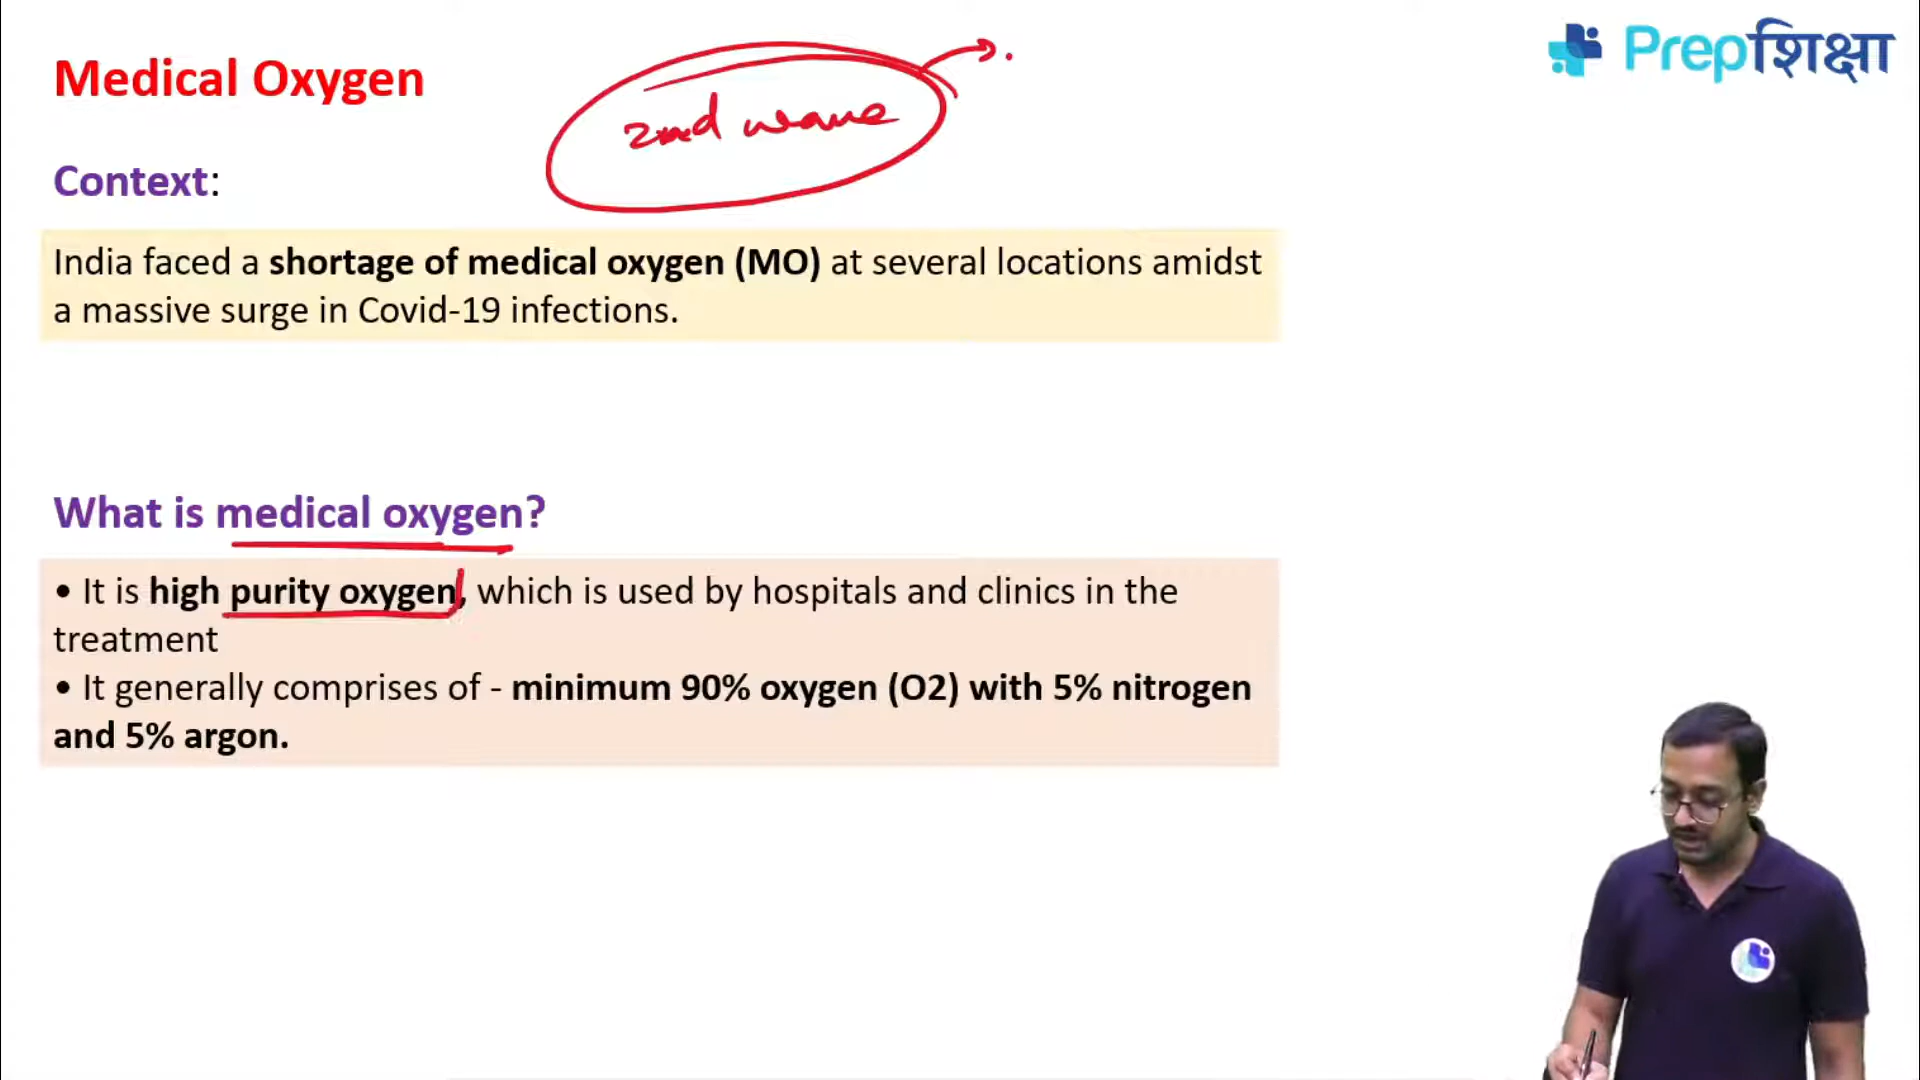 Medical Oxygen
2nd wave
Prepशिक्षा
Context:
India faced a shortage of medical oxygen (MO) at several locations amidst
a massive surge in Covid-19 infections.
What is medical oxygen?
• It is high purity oxygen, which is used by hospitals and clinics in the
treatment
• It generally comprises of - minimum 90% oxygen (O2) with 5% nitrogen
and 5% argon.